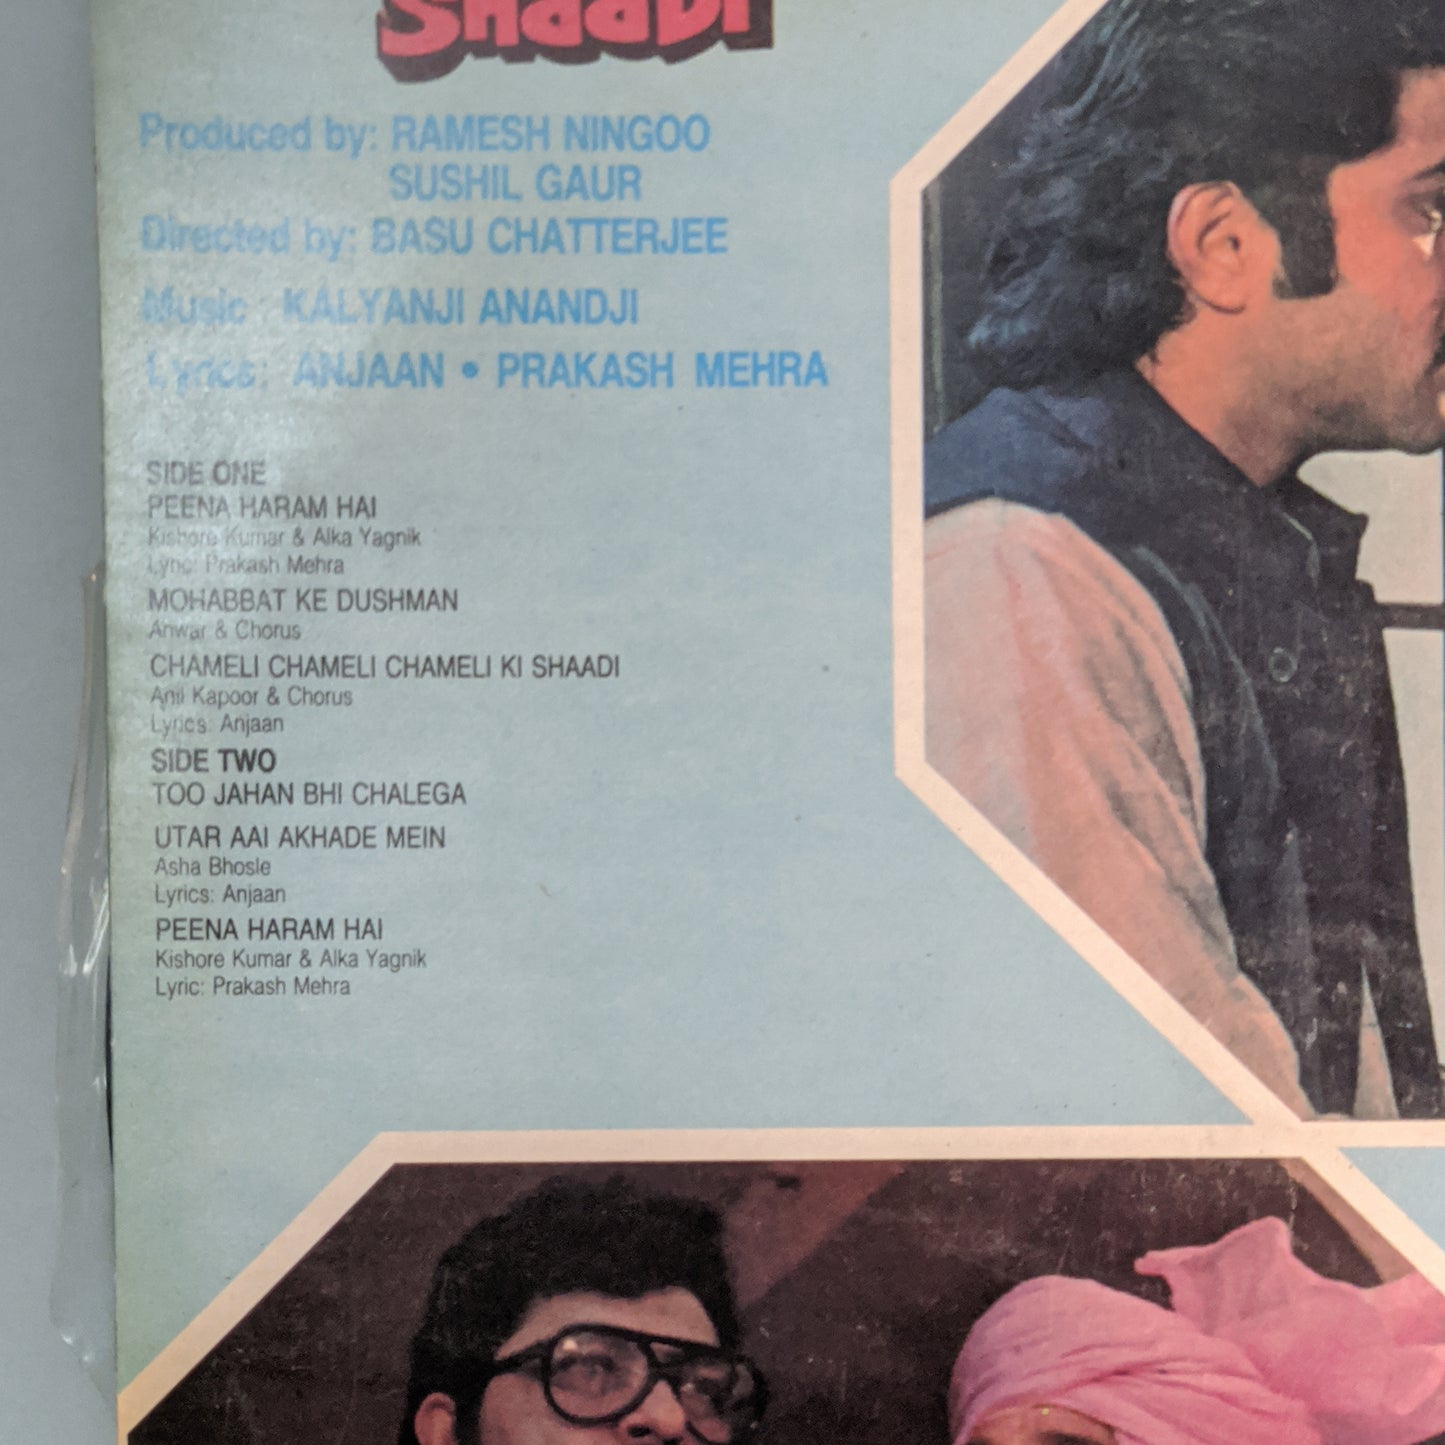 SHAADI
Produced by: RAMESH NINGOO
SUSHIL GAUR
Directed by: BASU CHATTERJEE
Music KALYANJI ANANDJI
Lyrics: ANJAAN • PRAKASH MEHRA
SIDE ONE
PEENA HARAM HAI
Kishore Kumar & Alka Yagnik
Lyric: Prakash Mehra
MOHABBAT KE DUSHMAN
Anwar & Chorus
CHAMELI CHAMELI CHAMELI KI SHAADI
Anil Kapoor & Chorus
Lyrics: Anjaan
SIDE TWO
TOO JAHAN BHI CHALEGA
UTAR AAI AKHADE MEIN
Asha Bhosle
Lyrics: Anjaan
PEENA HARAM HAI
Kishore Kumar & Alka Yagnik
Lyric: Prakash Mehra